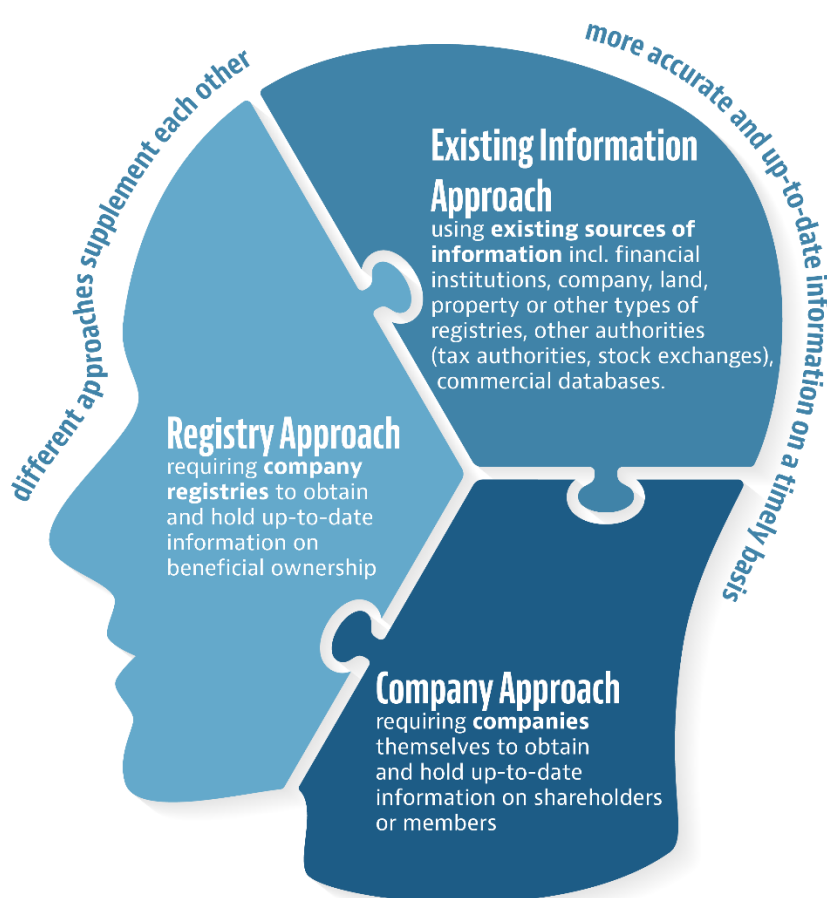 different approaches supplement each other
more accurate and up-to-date information on a timely basis
Existing Information
Approach
using existing sources of
information incl. financial
institutions, company, land,
property or other types of
registries, other authorities
(tax authorities, stock exchanges),
commercial databases.
Registry Approach
requiring company
registries to obtain
and hold up-to-date
information on
beneficial ownership
Company Approach
requiring companies
themselves to obtain
and hold up-to-date
information on shareholders
or members